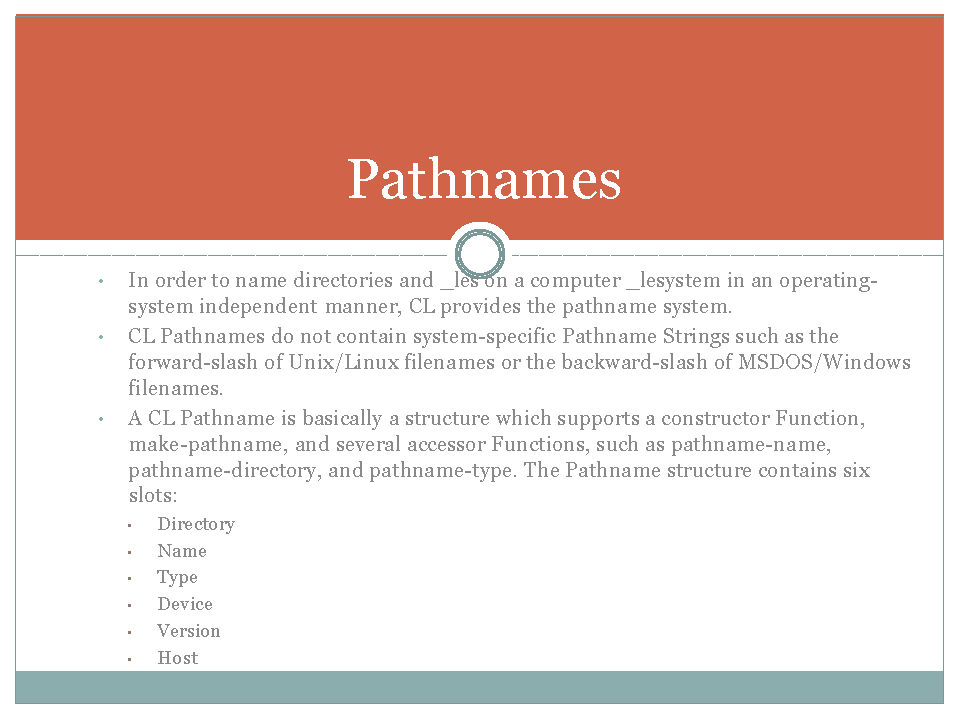 Pathnames
• In order to name directories and _les on a computer _lesystem in an operating-
system independent manner, CL provides the pathname system.
• CL Pathnames do not contain system-specific Pathname Strings such as the
forward-slash of Unix/Linux filenames or the backward-slash of MSDOS/Windows
filenames.
• A CL Pathname is basically a structure which supports a constructor Function,
make-pathname, and several accessor Functions, such as pathname-name,
pathname-directory, and pathname-type. The Pathname structure contains six
slots:
• Directory
• Name
• Type
• Device
• Version
• Host